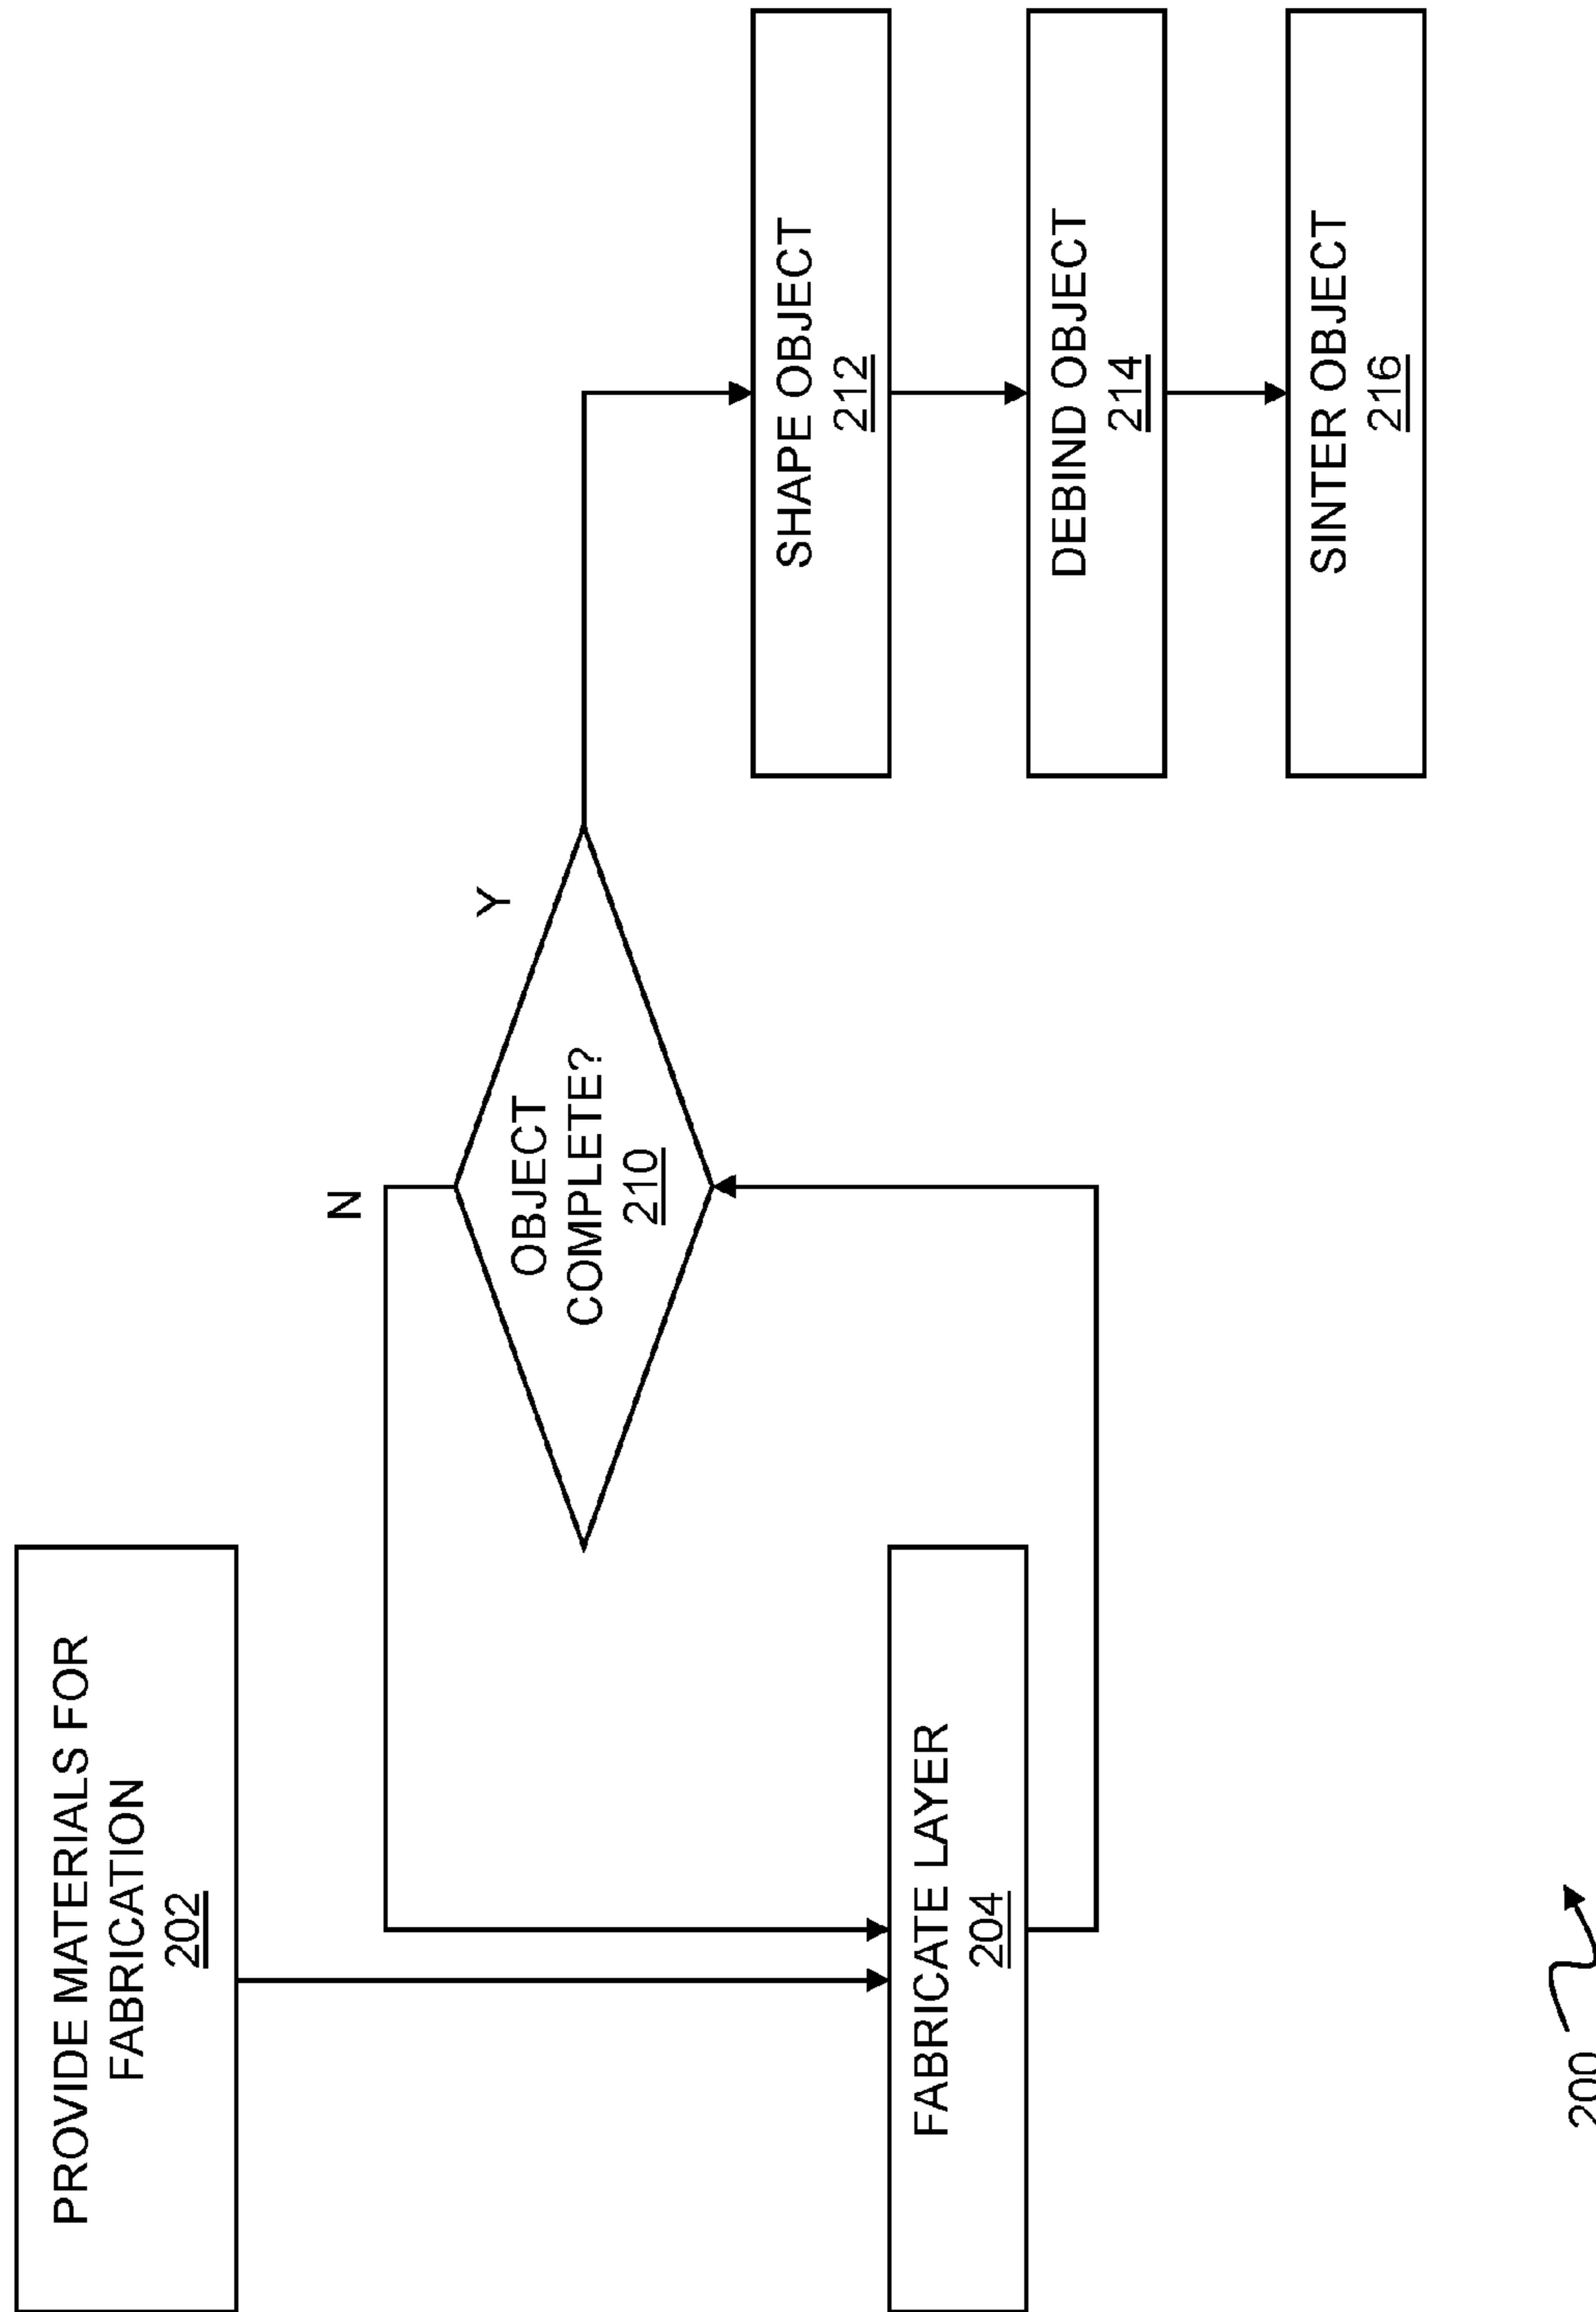 PROVIDE MATERIALS FOR
FABRICATION
202
FABRICATE LAYER
204
N
OBJECT
COMPLETE?
210
Y
SHAPE OBJECT
212
DEBIND OBJECT
214
SINTER OBJECT
216
200